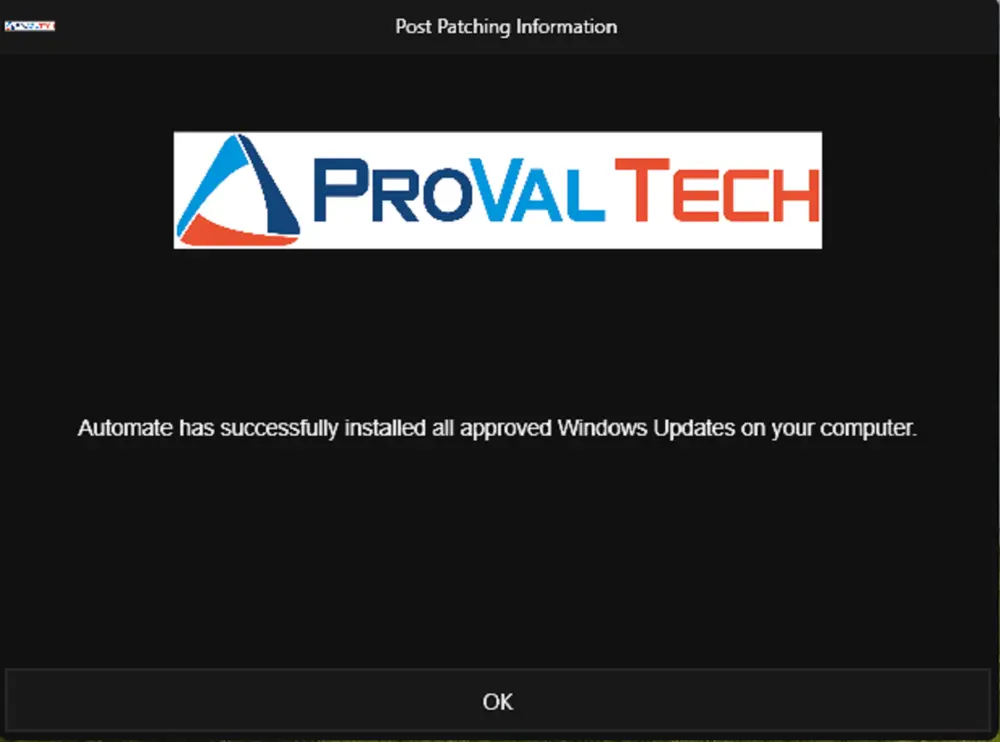 Post Patching Information
PROVAL TECH
Automate has successfully installed all approved Windows Updates on your computer.
OK